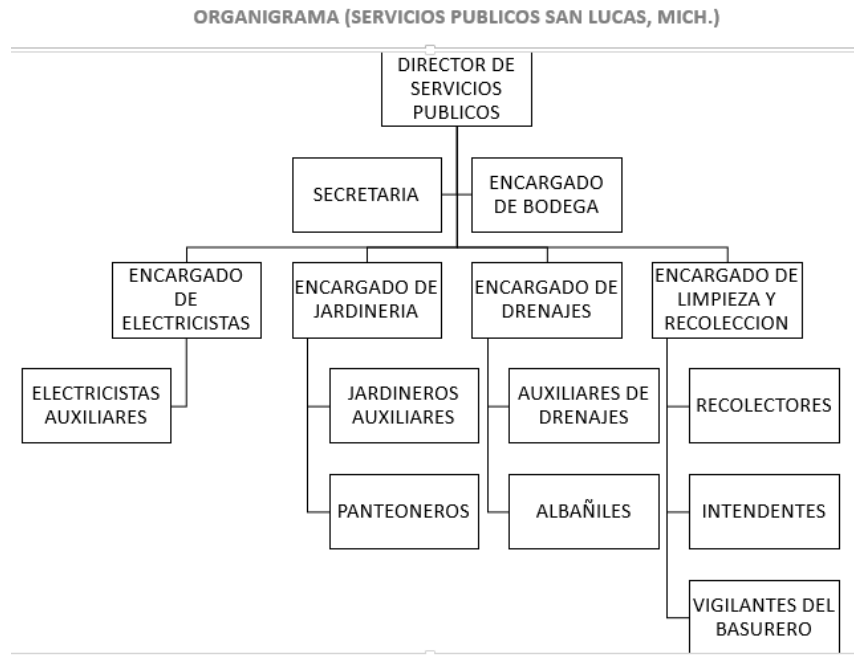 ORGANIGRAMA (SERVICIOS PUBLICOS SAN LUCAS, MICH.)
DIRECTOR DE
SERVICIOS
PUBLICOS
SECRETARIA
ENCARGADO
DE BODEGA
ENCARGADO
DE
ELECTRICISTAS
ENCARGADO DE
JARDINERIA
ENCARGADO DE
DRENAJES
ENCARGADO DE
LIMPIEZA Y
RECOLECCION
ELECTRICISTAS
AUXILIARES
JARDINEROS
AUXILIARES
AUXILIARES DE
DRENAJES
RECOLECTORES
PANTEONEROS
ALBAÑILES
INTENDENTES
VIGILANTES DEL
BASURERO